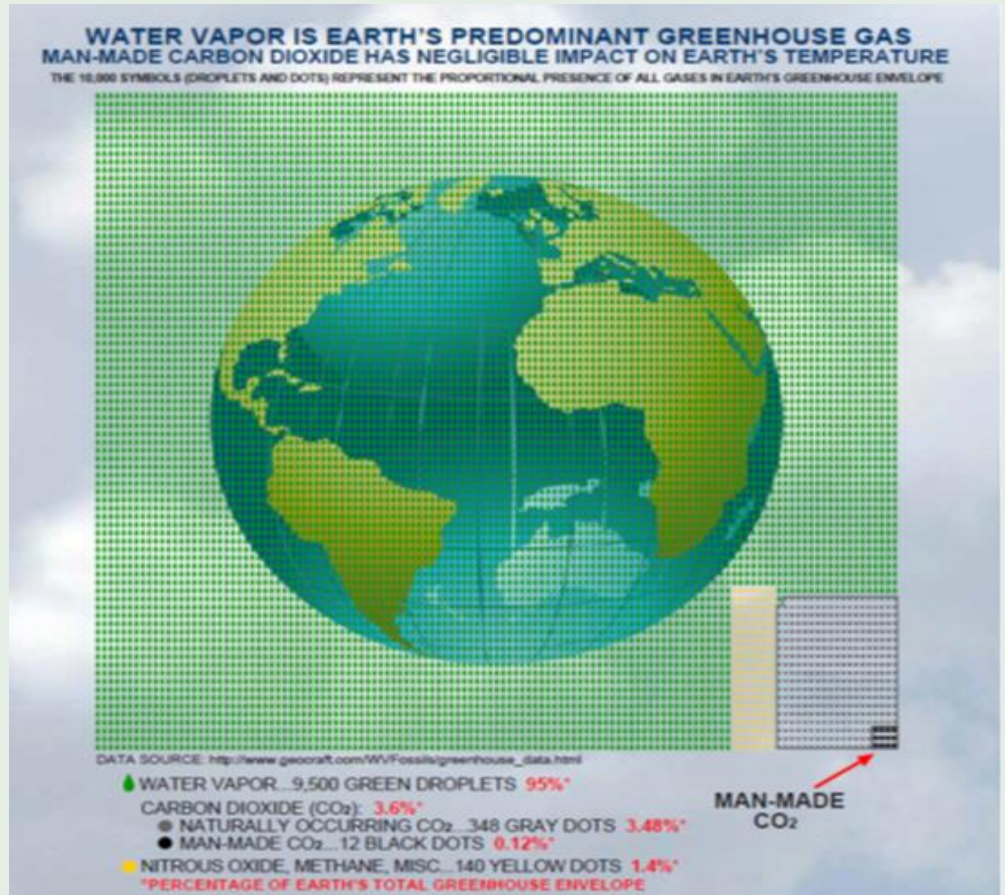 WATER VAPOR IS EARTH'S PREDOMINANT GREENHOUSE GAS
MAN-MADE CARBON DIOXIDE HAS NEGLIGIBLE IMPACT ON EARTH'S TEMPERATURE
THE 10,000 SYMBOLS (DROPLETS AND DOTS) REPRESENT THE PROPORTIONAL PRESENCE OF ALL GASES IN EARTH'S GREENHOUSE ENVELOPE
DATA SOURCE: http://www.geocraft.com/WVFossils/greenhouse_data.html
WATER VAPOR...9,500 GREEN DROPLETS 95%*
CARBON DIOXIDE (CO2): 3.6%*
NATURALLY OCCURRING CO2...348 GRAY DOTS 3.48%*
MAN-MADE CO2...12 BLACK DOTS 0.12%*
NITROUS OXIDE, METHANE, MISC...140 YELLOW DOTS 1.4%*
*PERCENTAGE OF EARTH'S TOTAL GREENHOUSE ENVELOPE
MAN-MADE
CO2